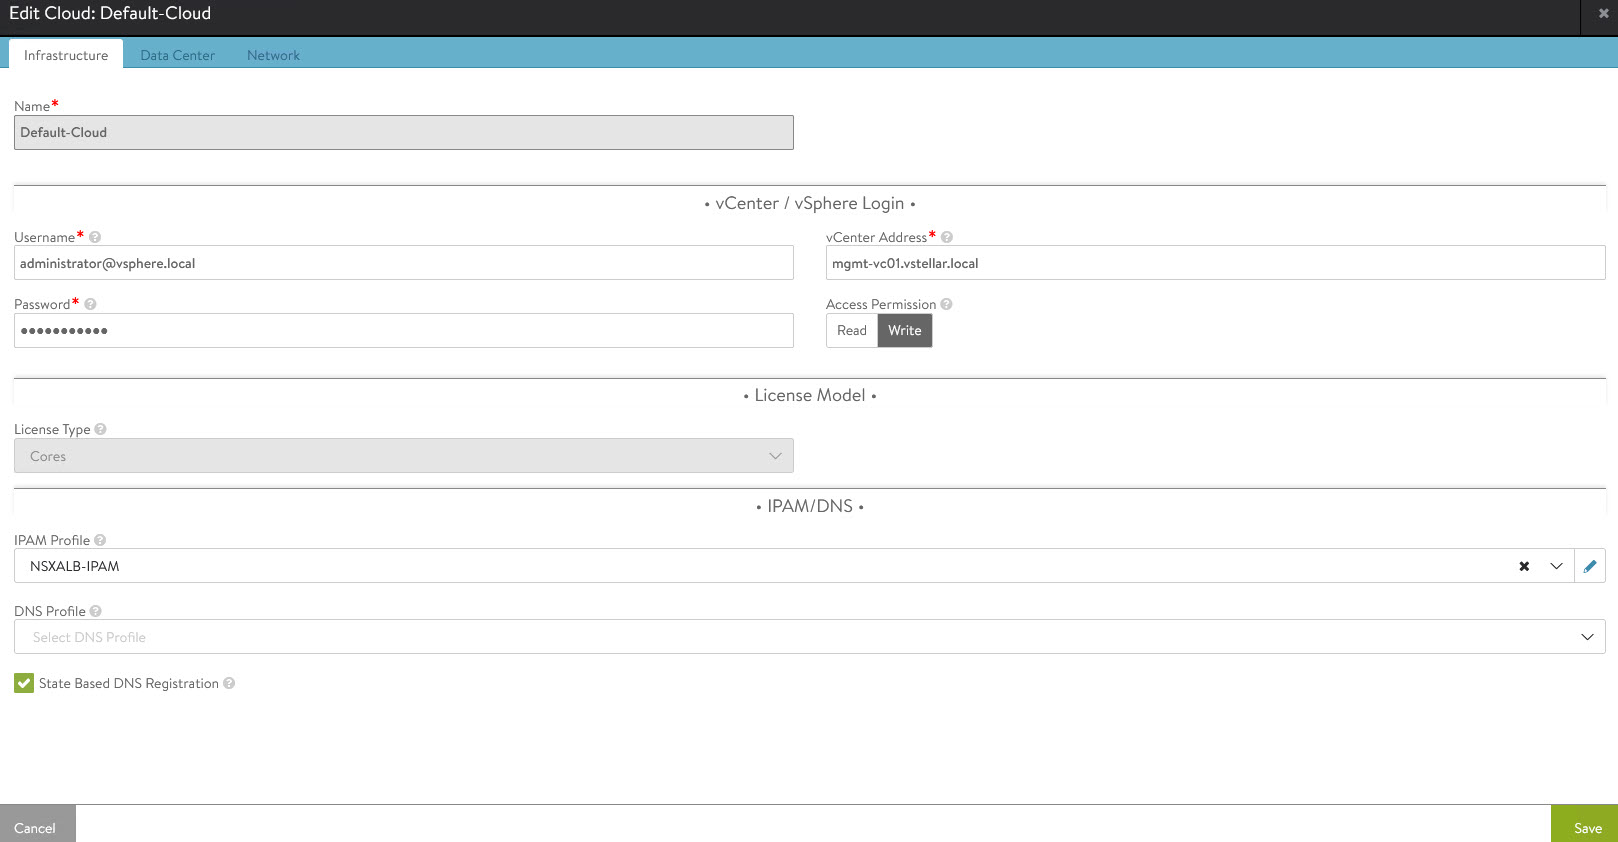 Edit Cloud: Default-Cloud
Infrastructure Data Center Network
Name*
Default-Cloud
• vCenter / vSphere Login •
Username* ?
vCenter Address* ?
administrator@vsphere.local
mgmt-vc01.vstellar.local
Password* ?
Access Permission ?
●●●●●●●●●●●
Read Write
• License Model •
License Type ?
Cores
• IPAM/DNS •
IPAM Profile ?
NSXALB-IPAM
DNS Profile ?
Select DNS Profile
State Based DNS Registration ?
Cancel
Save